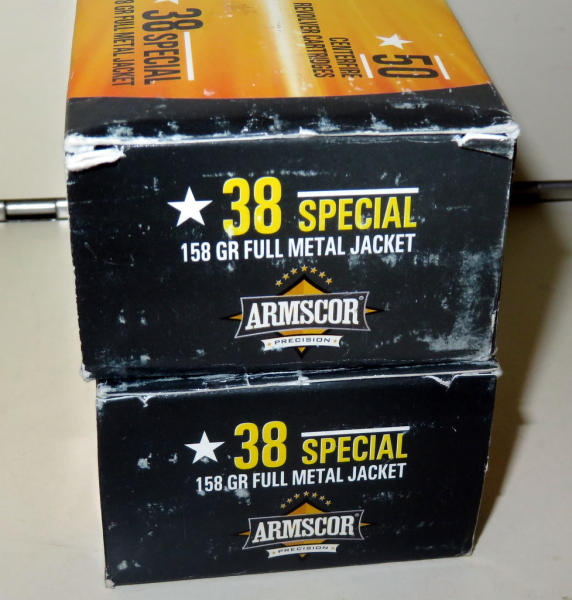 50
CENTERFIRE
REVOLVER CARTRIDGES
38 SPECIAL
8 GR FULL METAL JACKET
38 SPECIAL
158 GR FULL METAL JACKET
ARMSCOR®
PRECISION
38 SPECIAL
158 GR FULL METAL JACKET
ARMSCOR®
PRECISION